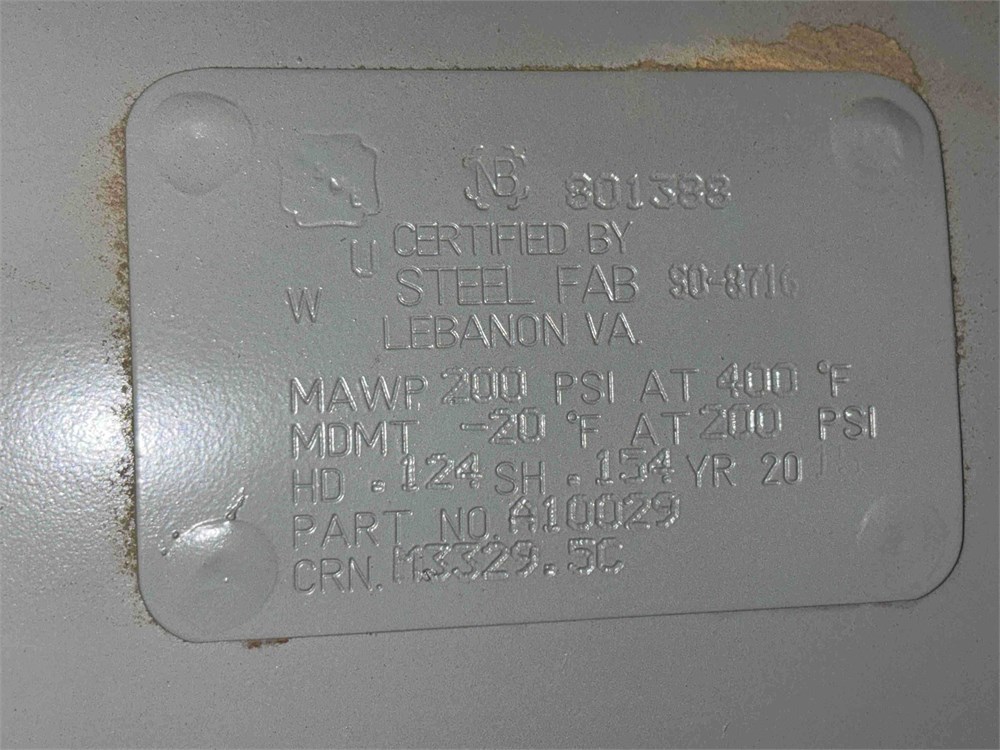 NB 801388
U CERTIFIED BY
W STEEL FAB SO-8716
LEBANON VA.
MAWP. 200 PSI AT 400 °F
MDMT -20 °F AT 200 PSI
HD .124 SH .154 YR 20
PART NO. A10029
CRN. M3329.5C